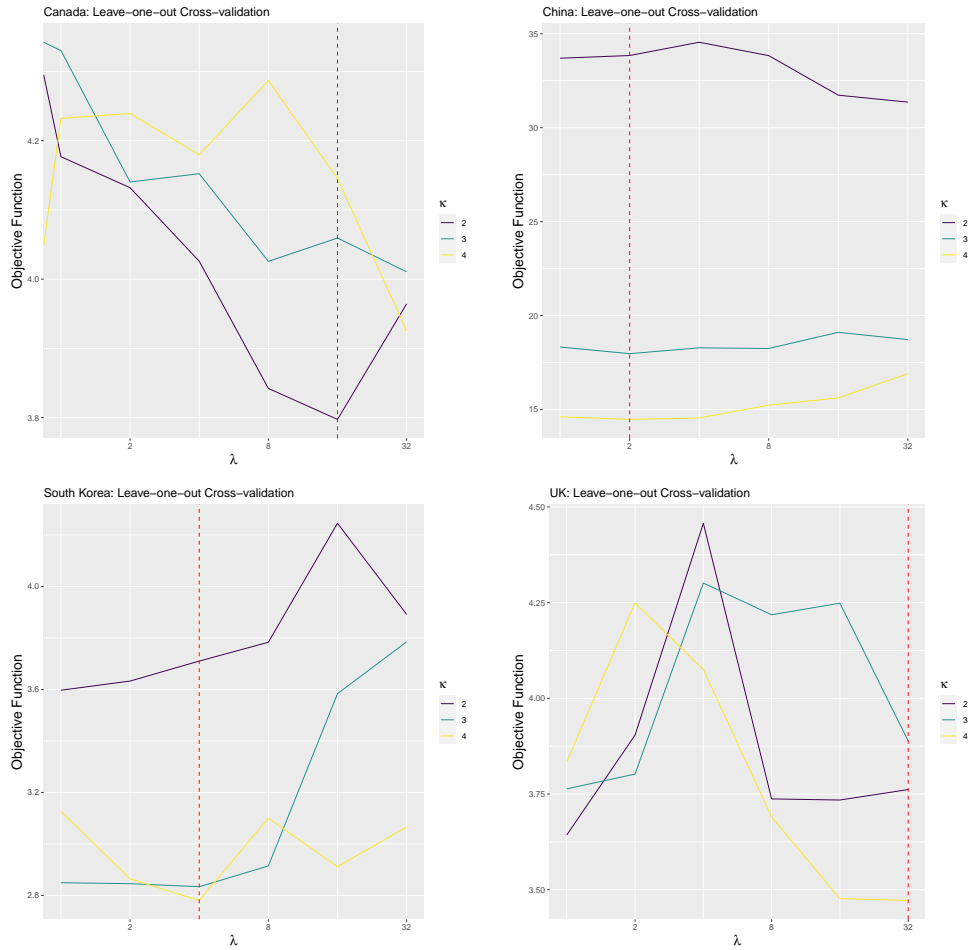 Canada: Leave−one−out Cross−validation
Objective Function
4.2
4.0
3.8
2
8
32
λ
κ
2
3
4
China: Leave−one−out Cross−validation
Objective Function
35
30
25
20
15
2
8
32
λ
κ
2
3
4
South Korea: Leave−one−out Cross−validation
Objective Function
4.0
3.6
3.2
2.8
2
8
32
λ
κ
2
3
4
UK: Leave−one−out Cross−validation
Objective Function
4.50
4.25
4.00
3.75
3.50
2
8
32
λ
κ
2
3
4